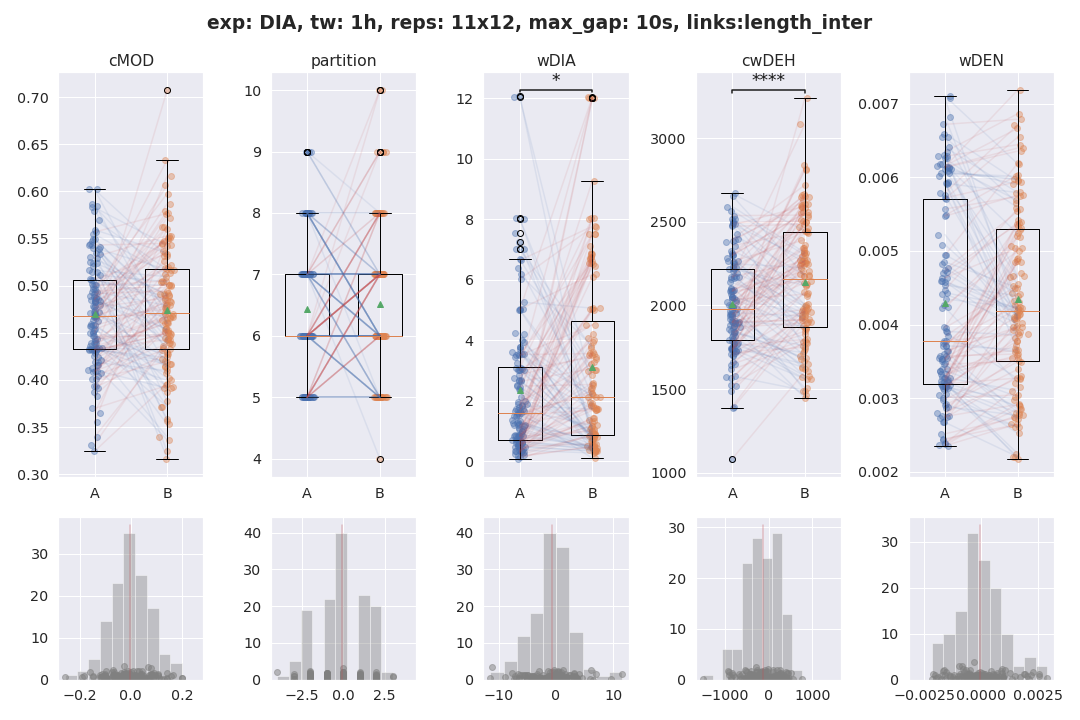 exp: DIA, tw: 1h, reps: 11x12, max_gap: 10s, links:length_inter
cMOD partition wDIA cwDEH wDEN
* ****
0.70 0.65 0.60 0.55 0.50 0.45 0.40 0.35 0.30
10 9 8 7 6 5 4
12 10 8 6 4 2 0
3000 2500 2000 1500 1000
0.007 0.006 0.005 0.004 0.003 0.002
A B A B A B A B A B
30 20 10 0
40 30 20 10 0
40 30 20 10 0
30 20 10 0
30 20 10 0
−0.2 0.0 0.2
−2.5 0.0 2.5
−10 0 10
−1000 0 1000
−0.0025 0.0000 0.0025